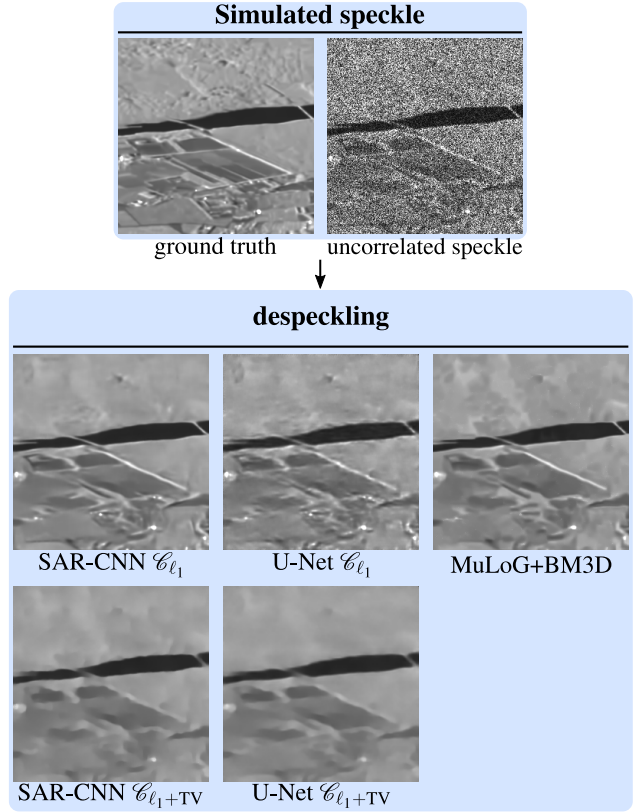 Simulated speckle
ground truth
uncorrelated speckle
despeckling
SAR-CNN 𝒞ℓ₁
U-Net 𝒞ℓ₁
MuLoG+BM3D
SAR-CNN 𝒞ℓ₁+TV
U-Net 𝒞ℓ₁+TV